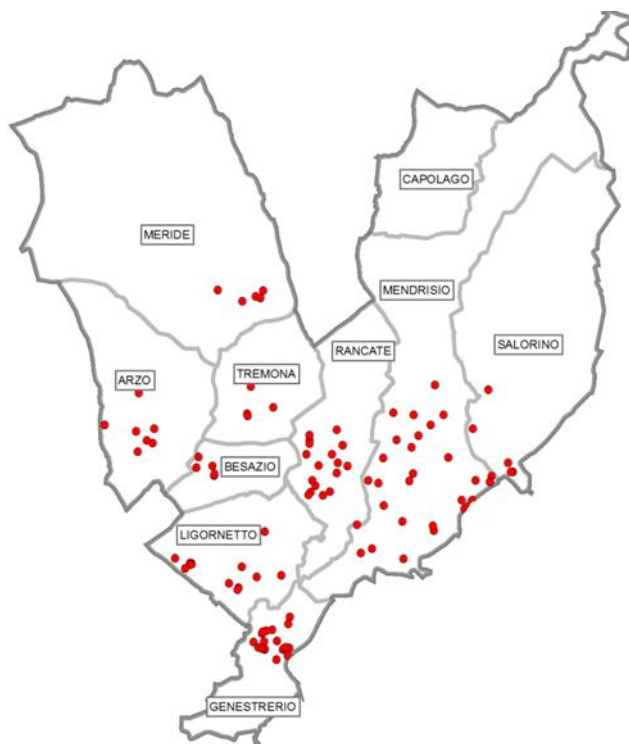 CAPOLAGO
MERIDE
MENDRISIO
SALORINO
RANCATE
TREMONA
ARZO
BESAZIO
LIGORNETTO
GENESTRERIO